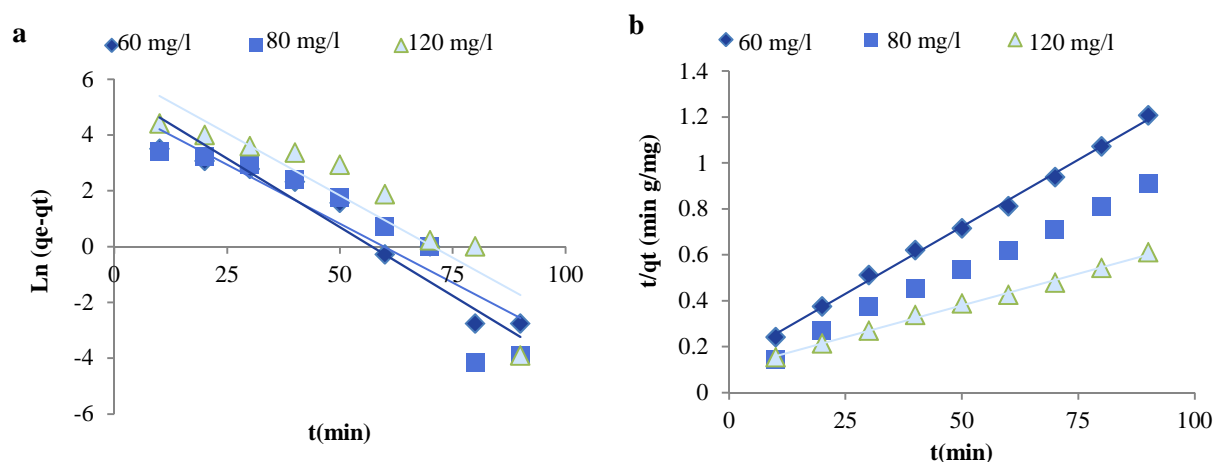 a
60 mg/l 80 mg/l 120 mg/l
6
4
2
0
-2
-4
-6
0 25 50 75 100
Ln (qe-qt)
t(min)
b
60 mg/l 80 mg/l 120 mg/l
1.4
1.2
1
0.8
0.6
0.4
0.2
0
0 25 50 75 100
t/qt (min g/mg)
t(min)